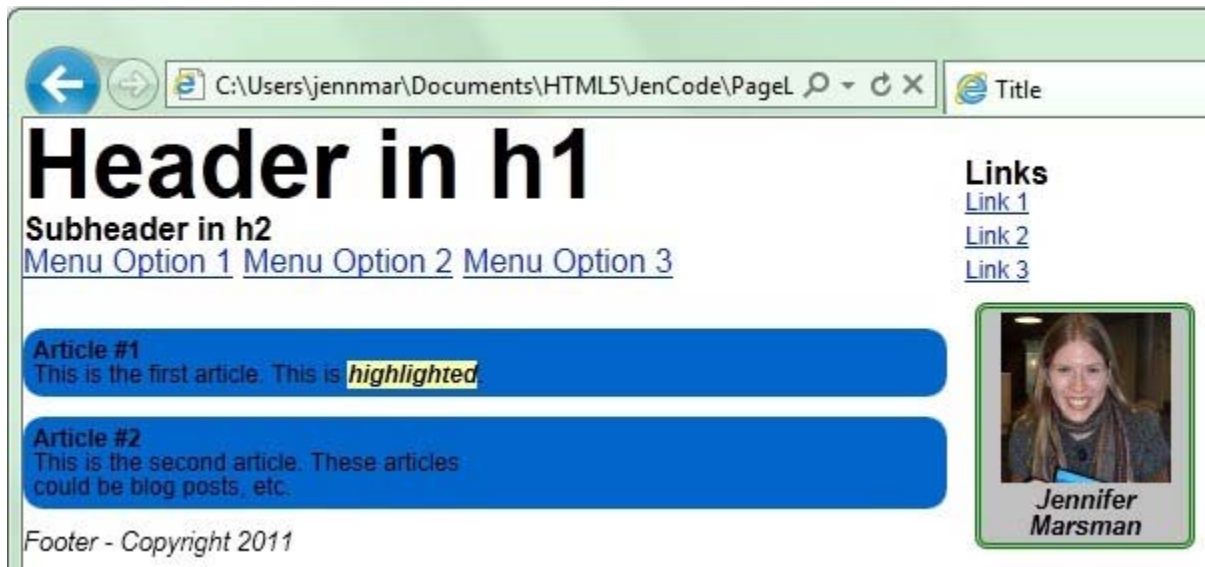 C:\Users\jennmar\Documents\HTML5\JenCode\PageL
Title
Header in h1
Subheader in h2
Menu Option 1 Menu Option 2 Menu Option 3
Article #1
This is the first article. This is highlighted.
Article #2
This is the second article. These articles
could be blog posts, etc.
Footer - Copyright 2011
Links
Link 1
Link 2
Link 3
Jennifer
Marsman